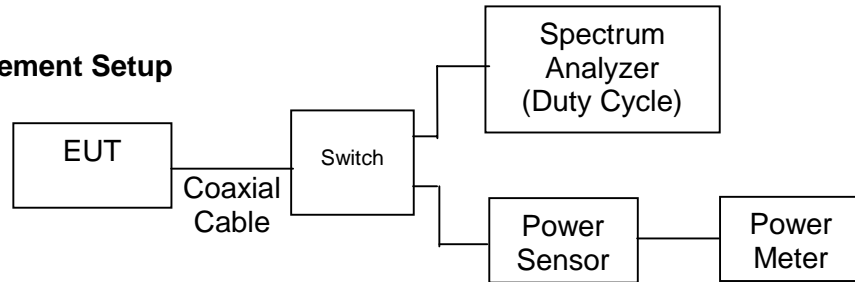 ement Setup
EUT
Coaxial
Cable
Switch
Spectrum
Analyzer
(Duty Cycle)
Power
Sensor
Power
Meter